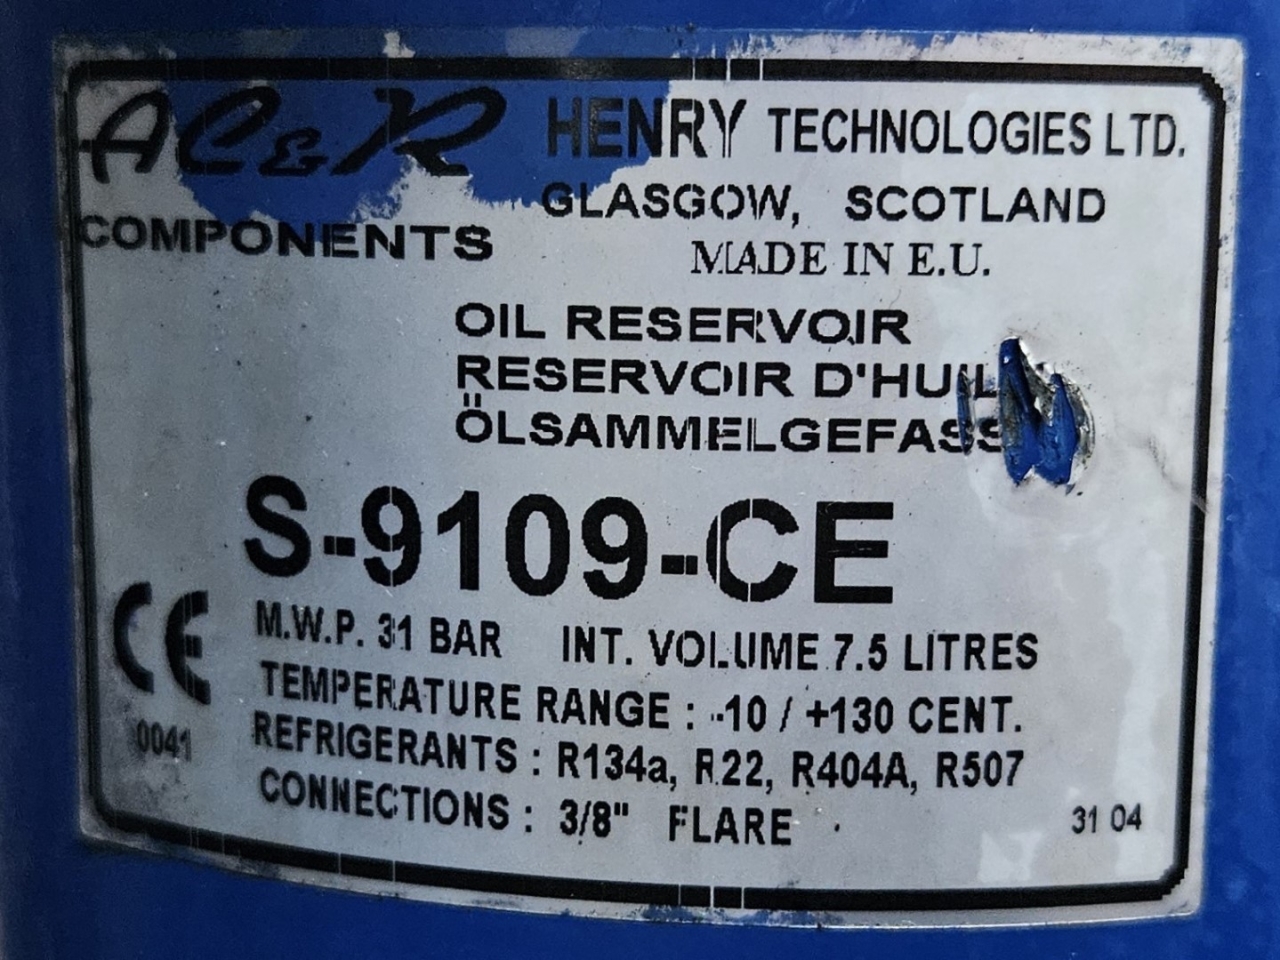 AC&R HENRY TECHNOLOGIES LTD.
GLASGOW, SCOTLAND
COMPONENTS
MADE IN E.U.
OIL RESERVOIR
RESERVOIR D'HUIL
ÖLSAMMELGEFASS
S-9109-CE
CE
M.W.P. 31 BAR INT. VOLUME 7.5 LITRES
TEMPERATURE RANGE : -10 / +130 CENT.
0041
REFRIGERANTS : R134a, R22, R404A, R507
CONNECTIONS : 3/8" FLARE
31 04